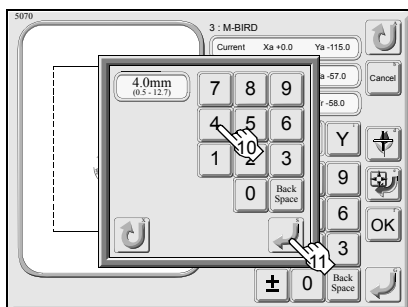 5070
3 : M-BIRD
Current Xa +0.0 Ya -115.0
a -57.0
Cancel
r -58.0
4.0mm
(0.5 - 12.7)
7 8 9
4 5 6
Y
10
1 2 3
9
0 Back
Space
6
OK
11
3
± 0 Back
Space